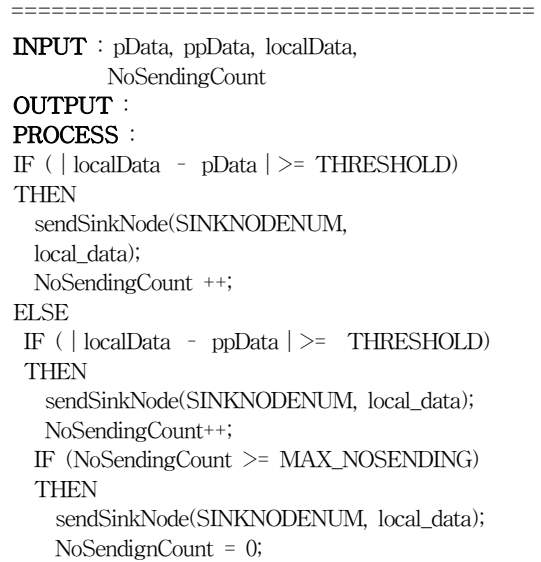 =======================================
INPUT : pData, ppData, localData,
NoSendingCount
OUTPUT :
PROCESS :
IF (｜localData - pData｜>= THRESHOLD)
THEN
sendSinkNode(SINKNODENUM,
local_data);
NoSendingCount ++;
ELSE
IF (｜localData - ppData｜>= THRESHOLD)
THEN
sendSinkNode(SINKNODENUM, local_data);
NoSendingCount++;
IF (NoSendingCount >= MAX_NOSENDING)
THEN
sendSinkNode(SINKNODENUM, local_data);
NoSendignCount = 0;